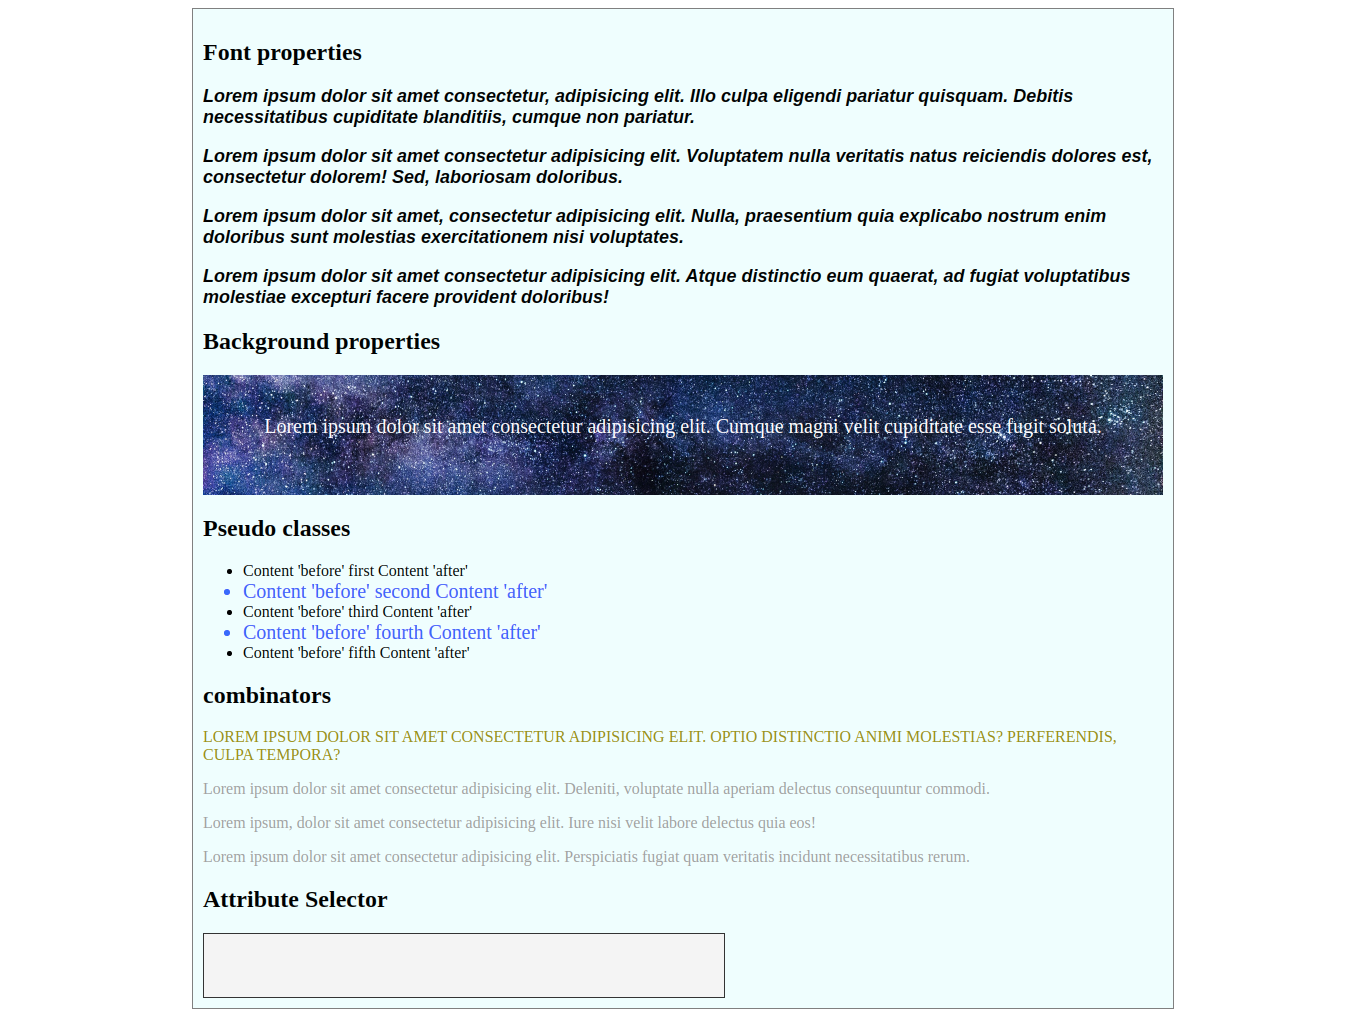 Font properties
Lorem ipsum dolor sit amet consectetur, adipisicing elit. Illo culpa eligendi pariatur quisquam. Debitis
necessitatibus cupiditate blanditiis, cumque non pariatur.
Lorem ipsum dolor sit amet consectetur adipisicing elit. Voluptatem nulla veritatis natus reiciendis dolores est,
consectetur dolorem! Sed, laboriosam doloribus.
Lorem ipsum dolor sit amet, consectetur adipisicing elit. Nulla, praesentium quia explicabo nostrum enim
doloribus sunt molestias exercitationem nisi voluptates.
Lorem ipsum dolor sit amet consectetur adipisicing elit. Atque distinctio eum quaerat, ad fugiat voluptatibus
molestiae excepturi facere provident doloribus!
Background properties
Lorem ipsum dolor sit amet consectetur adipisicing elit. Cumque magni velit cupiditate esse fugit soluta.
Pseudo classes
Content 'before' first Content 'after'
Content 'before' second Content 'after'
Content 'before' third Content 'after'
Content 'before' fourth Content 'after'
Content 'before' fifth Content 'after'
combinators
LOREM IPSUM DOLOR SIT AMET CONSECTETUR ADIPISICING ELIT. OPTIO DISTINCTIO ANIMI MOLESTIAS? PERFERENDIS,
CULPA TEMPORA?
Lorem ipsum dolor sit amet consectetur adipisicing elit. Deleniti, voluptate nulla aperiam delectus consequuntur commodi.
Lorem ipsum, dolor sit amet consectetur adipisicing elit. Iure nisi velit labore delectus quia eos!
Lorem ipsum dolor sit amet consectetur adipisicing elit. Perspiciatis fugiat quam veritatis incidunt necessitatibus rerum.
Attribute Selector